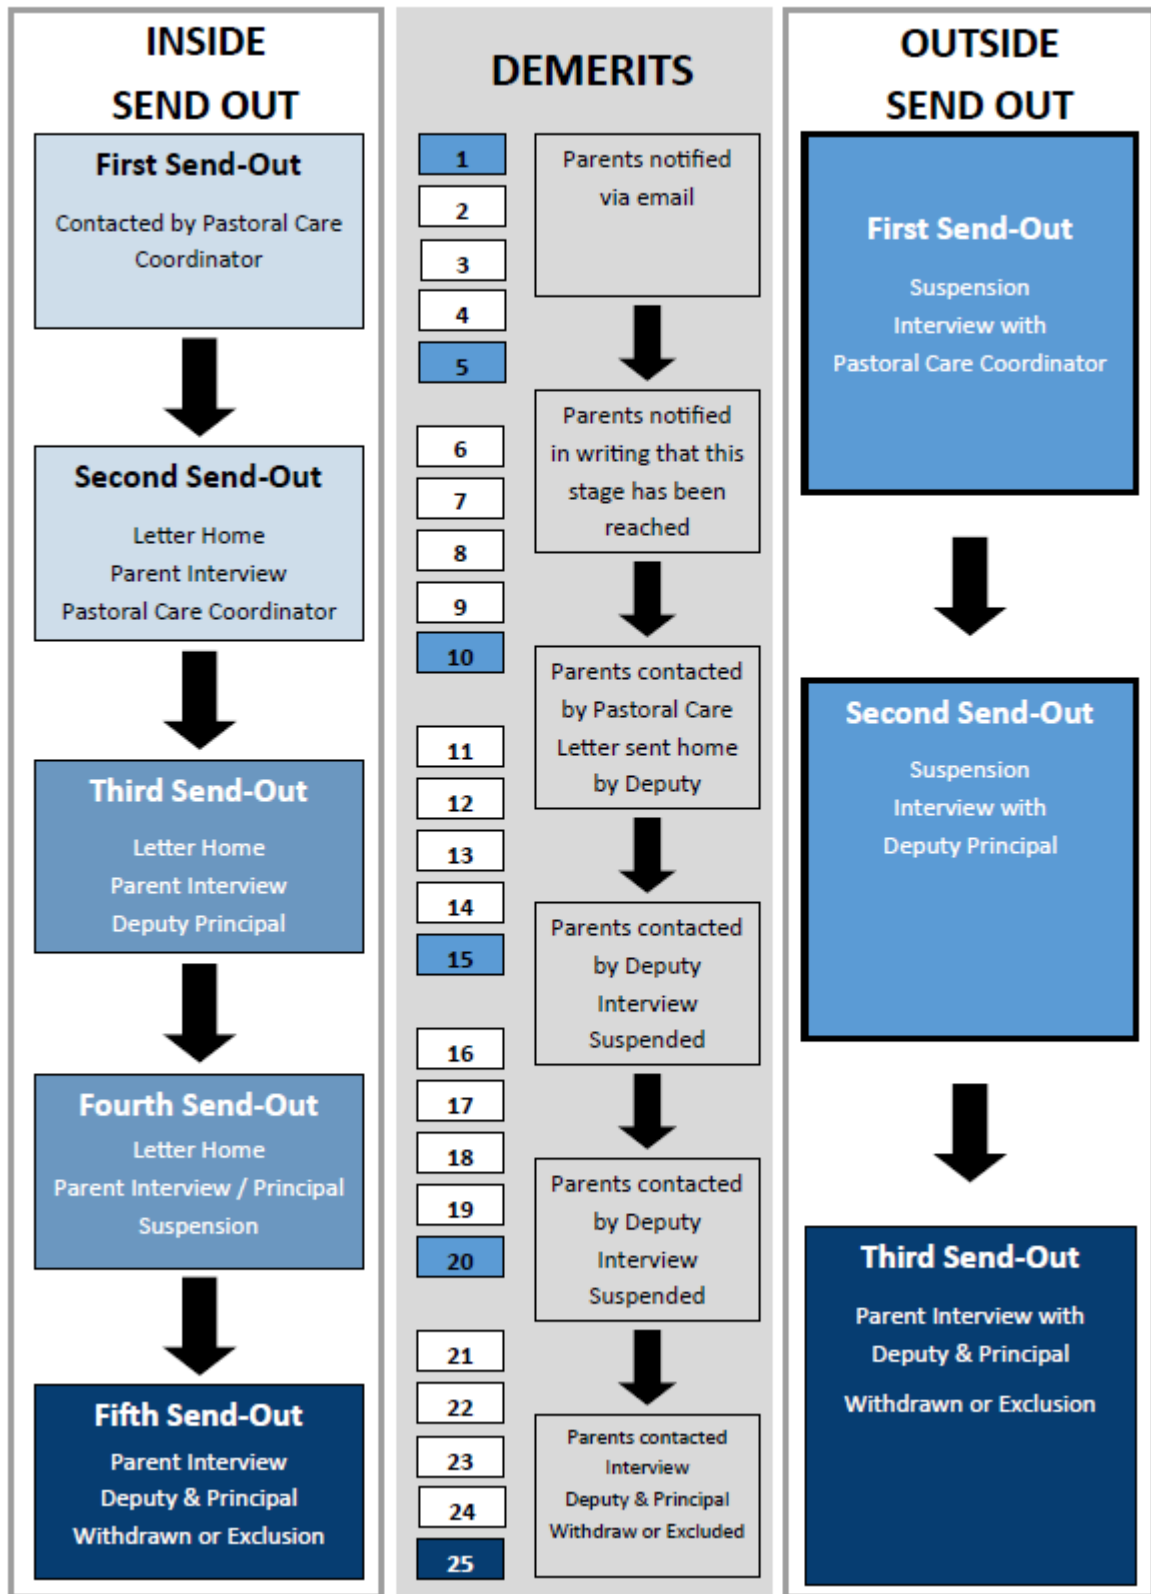 INSIDE
SEND OUT
First Send-Out
Contacted by Pastoral Care
Coordinator
Second Send-Out
Letter Home
Parent Interview
Pastoral Care Coordinator
Third Send-Out
Letter Home
Parent Interview
Deputy Principal
Fourth Send-Out
Letter Home
Parent Interview / Principal
Suspension
Fifth Send-Out
Parent Interview
Deputy & Principal
Withdrawn or Exclusion
DEMERITS
1
2
3
4
5
6
7
8
9
10
11
12
13
14
15
16
17
18
19
20
21
22
23
24
25
Parents notified
via email
Parents notified
in writing that this
stage has been
reached
Parents contacted
by Pastoral Care
Letter sent home
by Deputy
Parents contacted
by Deputy
Interview
Suspended
Parents contacted
by Deputy
Interview
Suspended
Parents contacted
Interview
Deputy & Principal
Withdraw or Excluded
OUTSIDE
SEND OUT
First Send-Out
Suspension
Interview with
Pastoral Care Coordinator
Second Send-Out
Suspension
Interview with
Deputy Principal
Third Send-Out
Parent Interview with
Deputy & Principal
Withdrawn or Exclusion